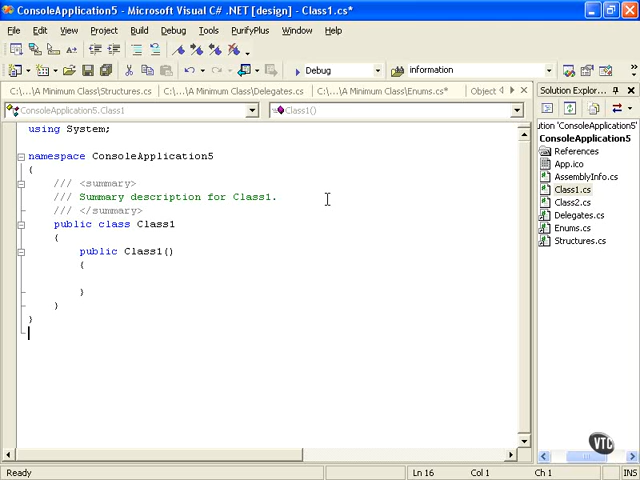 ConsoleApplication5 - Microsoft Visual C# .NET [design] - Class1.cs*
File Edit View Project Build Debug Tools PurifyPlus Window Help
Debug information
C:\...\A Minimum Class\Structures.cs C:\...\A Minimum Class\Delegates.cs C:\...\A Minimum Class\Enums.cs* Object
Solution Explor...
ConsoleApplication5.Class1 Class1()
using System;
namespace ConsoleApplication5
{
/// <summary>
/// Summary description for Class1.
/// </summary>
public class Class1
{
public Class1()
{
}
}
}
ution 'ConsoleApplication5'
ConsoleApplication5
References
App.ico
AssemblyInfo.cs
Class1.cs
Class2.cs
Delegates.cs
Enums.cs
Structures.cs
VTC
Ready Ln 16 Col 1 Ch 1 INS